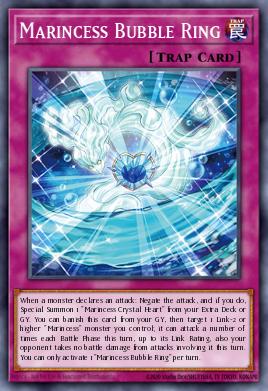 Marincess Bubble Ring
TRAP
罠
[Trap Card]
When a monster declares an attack: Negate the attack, and if you do,
Special Summon 1 "Marincess Crystal Heart" from your Extra Deck or
GY. You can banish this card from your GY, then target 1 Link-2 or
higher "Marincess" monster you control; it can attack a number of
times each Battle Phase this turn, up to its Link Rating, also your
opponent takes no battle damage from attacks involving it this turn.
You can only activate 1 "Marincess Bubble Ring" per turn.